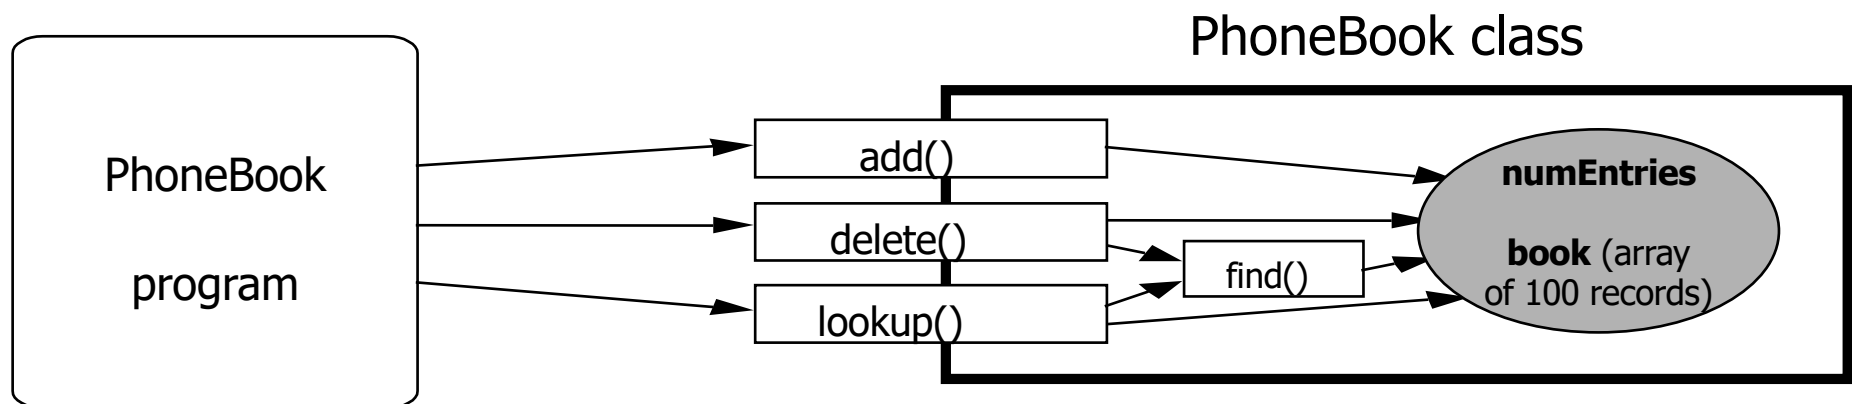 PhoneBook class
PhoneBook
program
add()
delete()
lookup()
find()
numEntries
book (array
of 100 records)